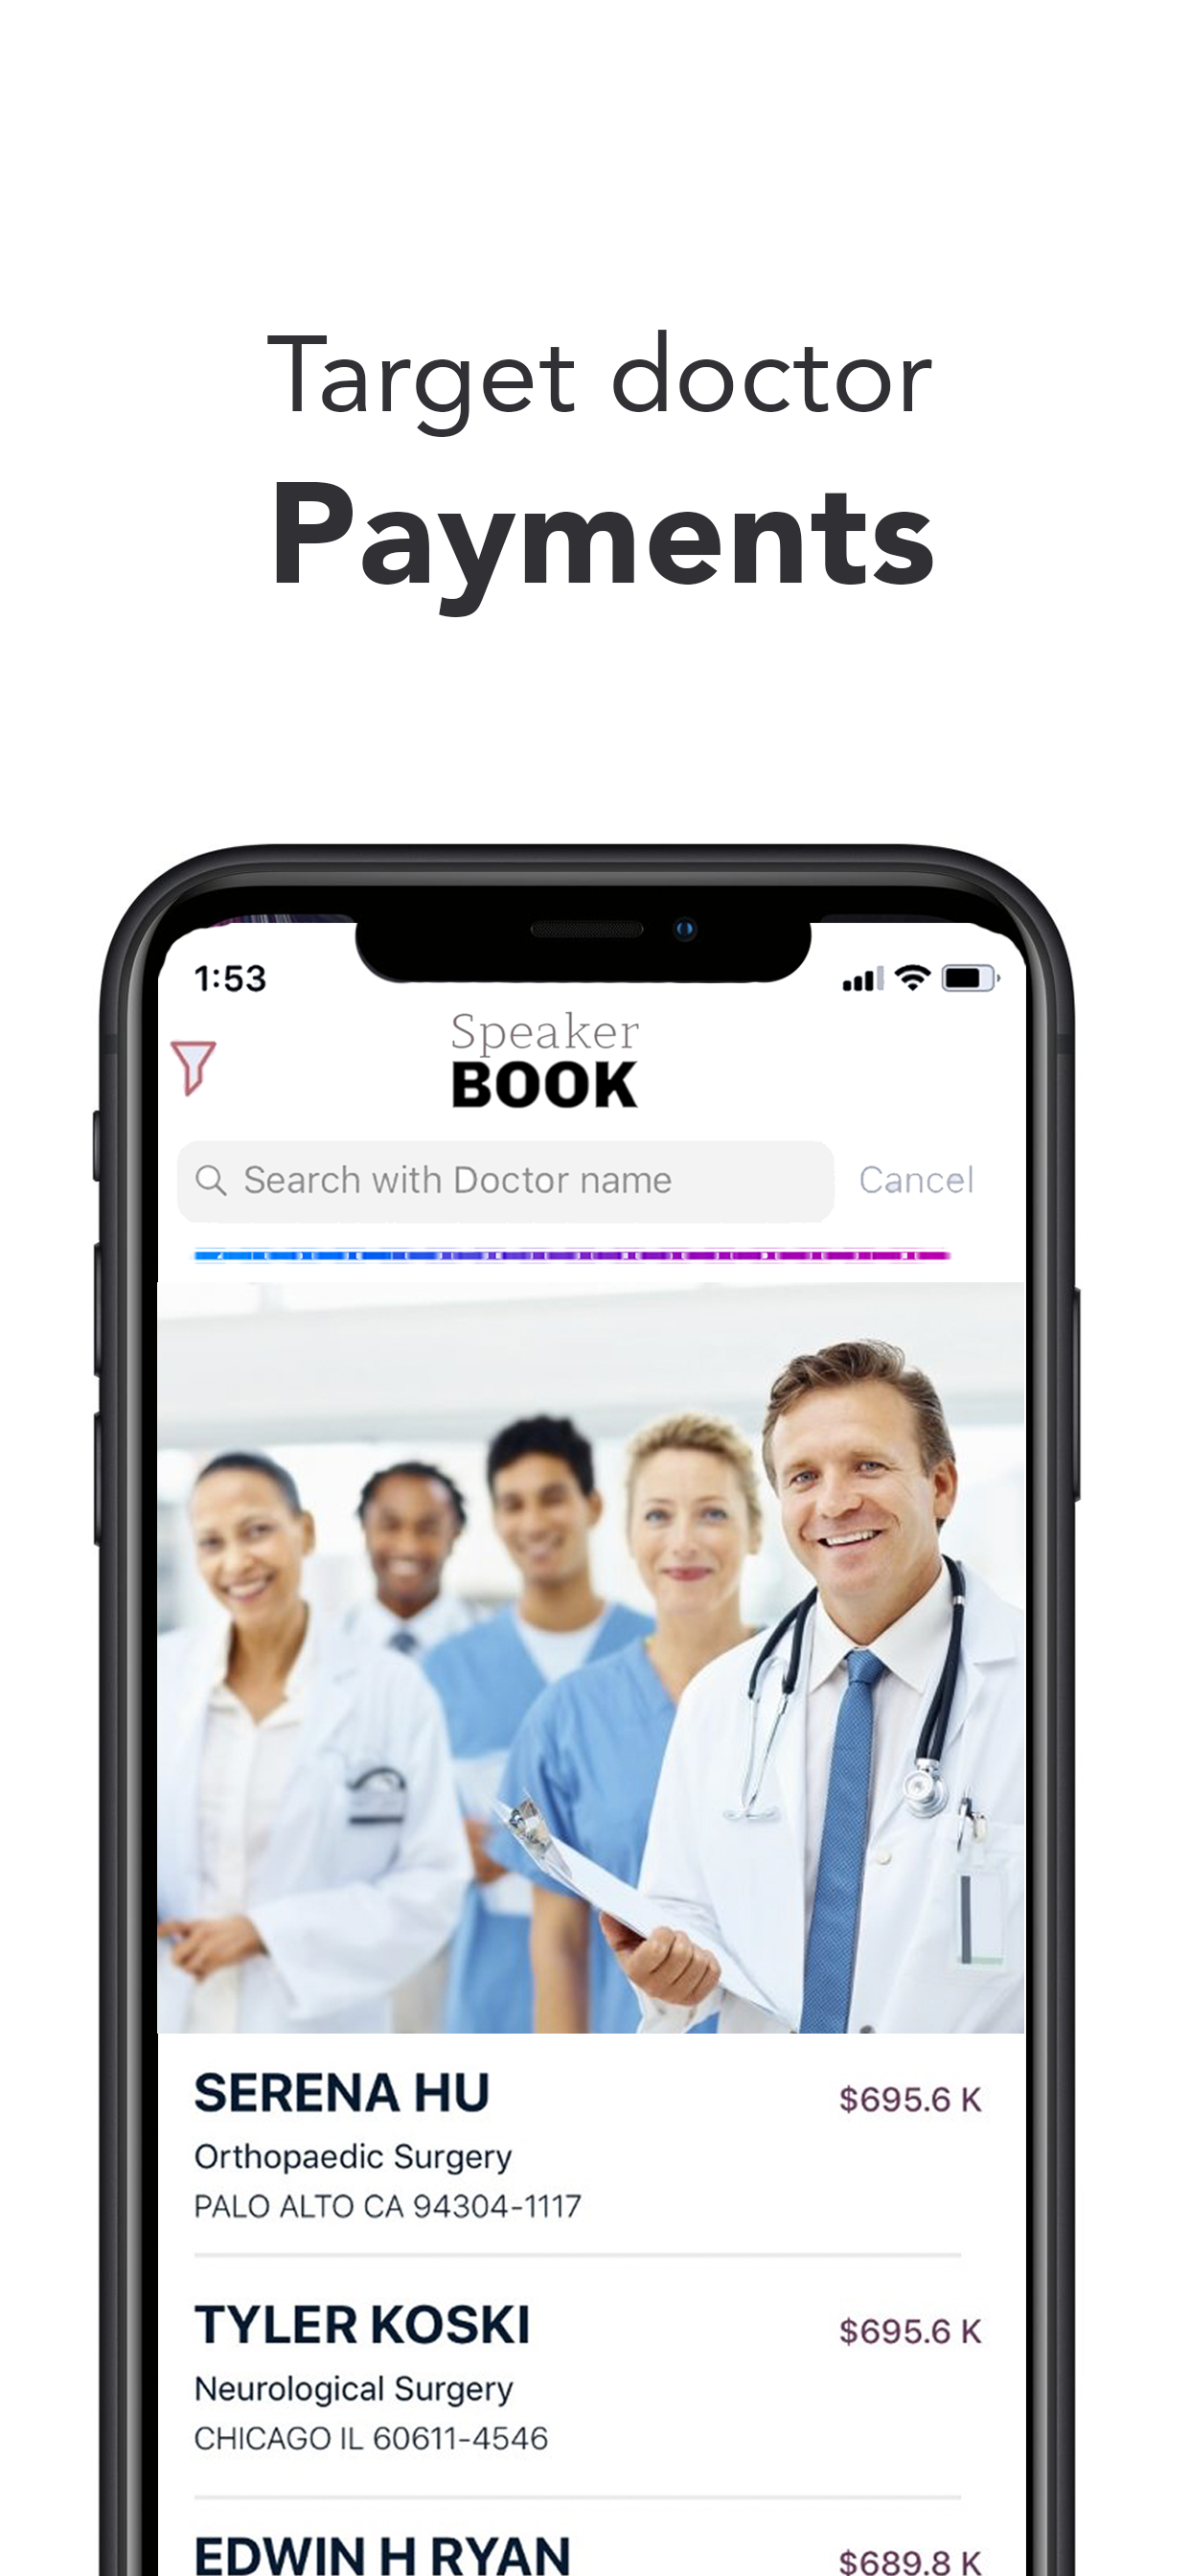 Target doctor
Payments
1:53
Speaker
BOOK
Search with Doctor name
Cancel
SERENA HU
$695.6 K
Orthopaedic Surgery
PALO ALTO CA 94304-1117
TYLER KOSKI
$695.6 K
Neurological Surgery
CHICAGO IL 60611-4546
EDWIN H RYAN
$689.8 K